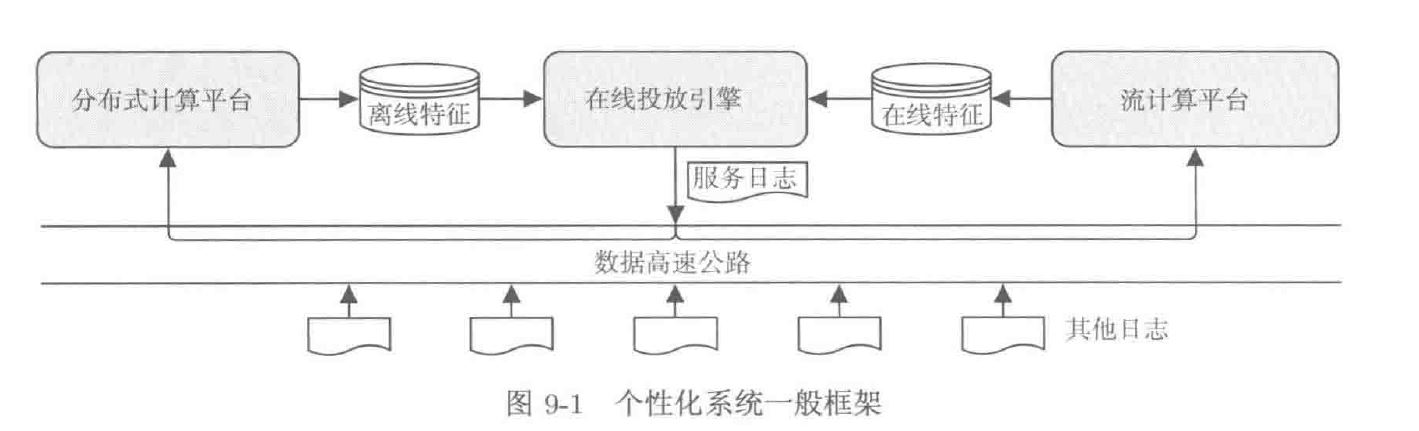 分布式计算平台
离线特征
在线投放引擎
在线特征
流计算平台
服务日志
数据高速公路
其他日志
图 9-1 个性化系统一般框架